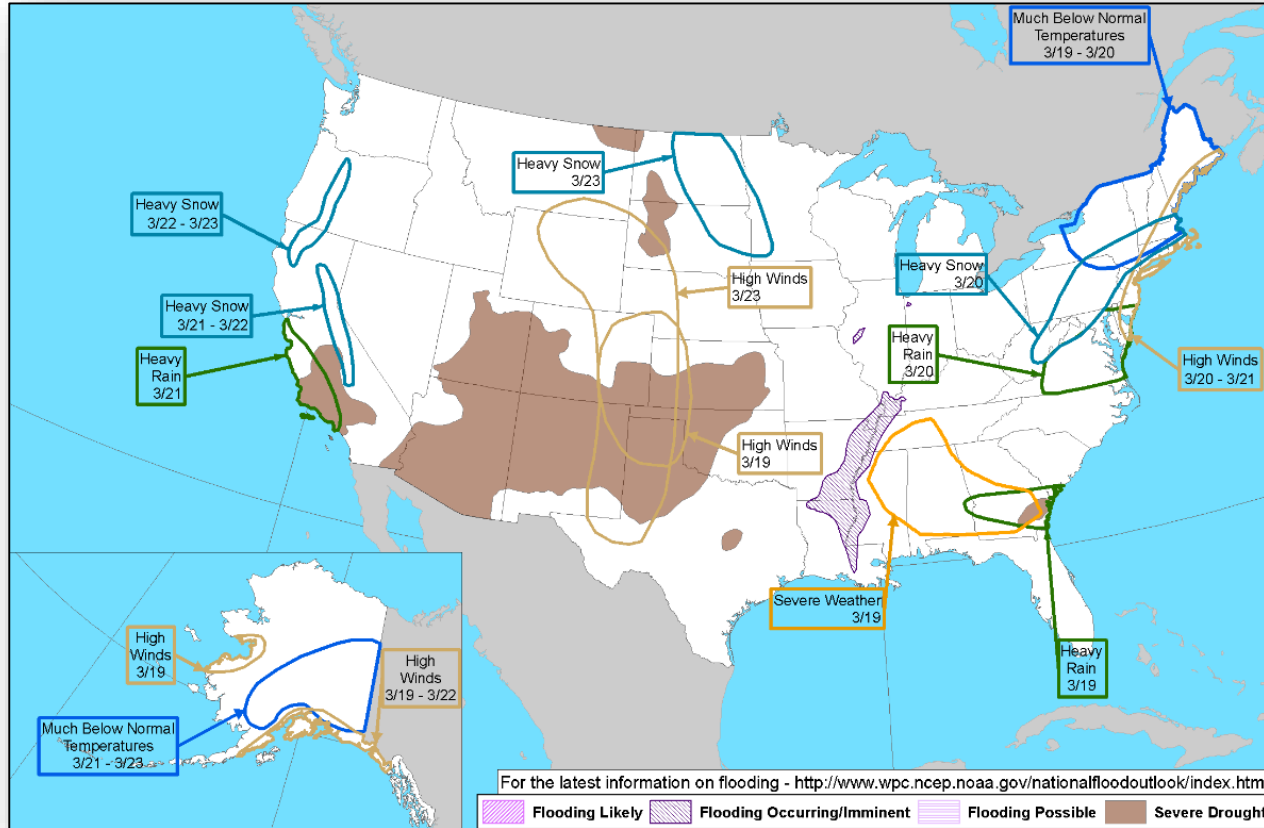 Much Below Normal
Temperatures
3/19 - 3/20
Heavy Snow
3/23
Heavy Snow
3/22 - 3/23
Heavy Snow
3/20
High Winds
3/23
Heavy Snow
3/21 - 3/22
Heavy
Rain
3/21
Heavy
Rain
3/20
High Winds
3/20 - 3/21
High Winds
3/19
Severe Weather
3/19
High
Winds
3/19
High
Winds
3/19 - 3/22
Heavy
Rain
3/19
Much Below Normal
Temperatures
3/21 - 3/23
For the latest information on flooding - http://www.wpc.ncep.noaa.gov/nationalfloodoutlook/index.htm
Flooding Likely Flooding Occurring/Imminent Flooding Possible Severe Drought